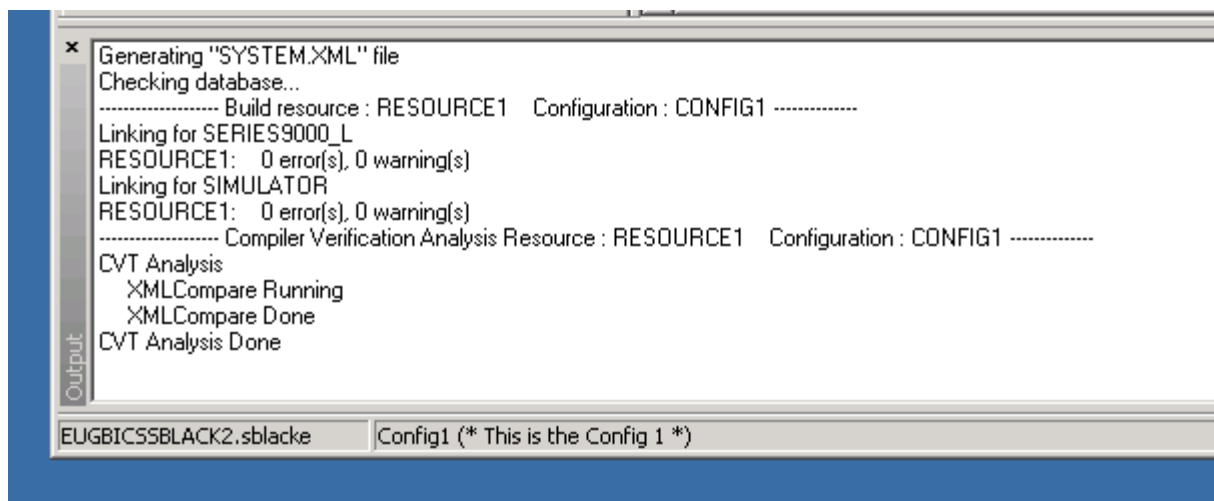 Generating "SYSTEM.XML" file
Checking database...
-------------------- Build resource : RESOURCE1    Configuration : CONFIG1 --------------
Linking for SERIES9000_L
RESOURCE1:    0 error(s), 0 warning(s)
Linking for SIMULATOR
RESOURCE1:    0 error(s), 0 warning(s)
-------------------- Compiler Verification Analysis Resource : RESOURCE1    Configuration : CONFIG1 --------------
CVT Analysis
    XMLCompare Running
    XMLCompare Done
CVT Analysis Done
Output
EUGBICSSBLACK2.sblacke
Config1 (* This is the Config 1 *)